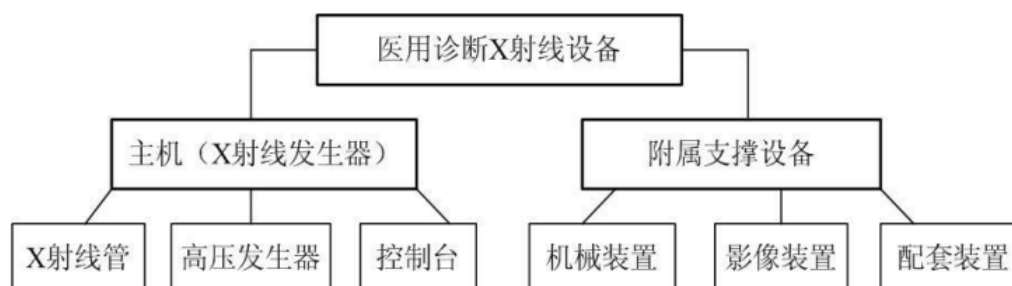 医用诊断X射线设备
主机（X射线发生器）
附属支撑设备
X射线管
高压发生器
控制台
机械装置
影像装置
配套装置